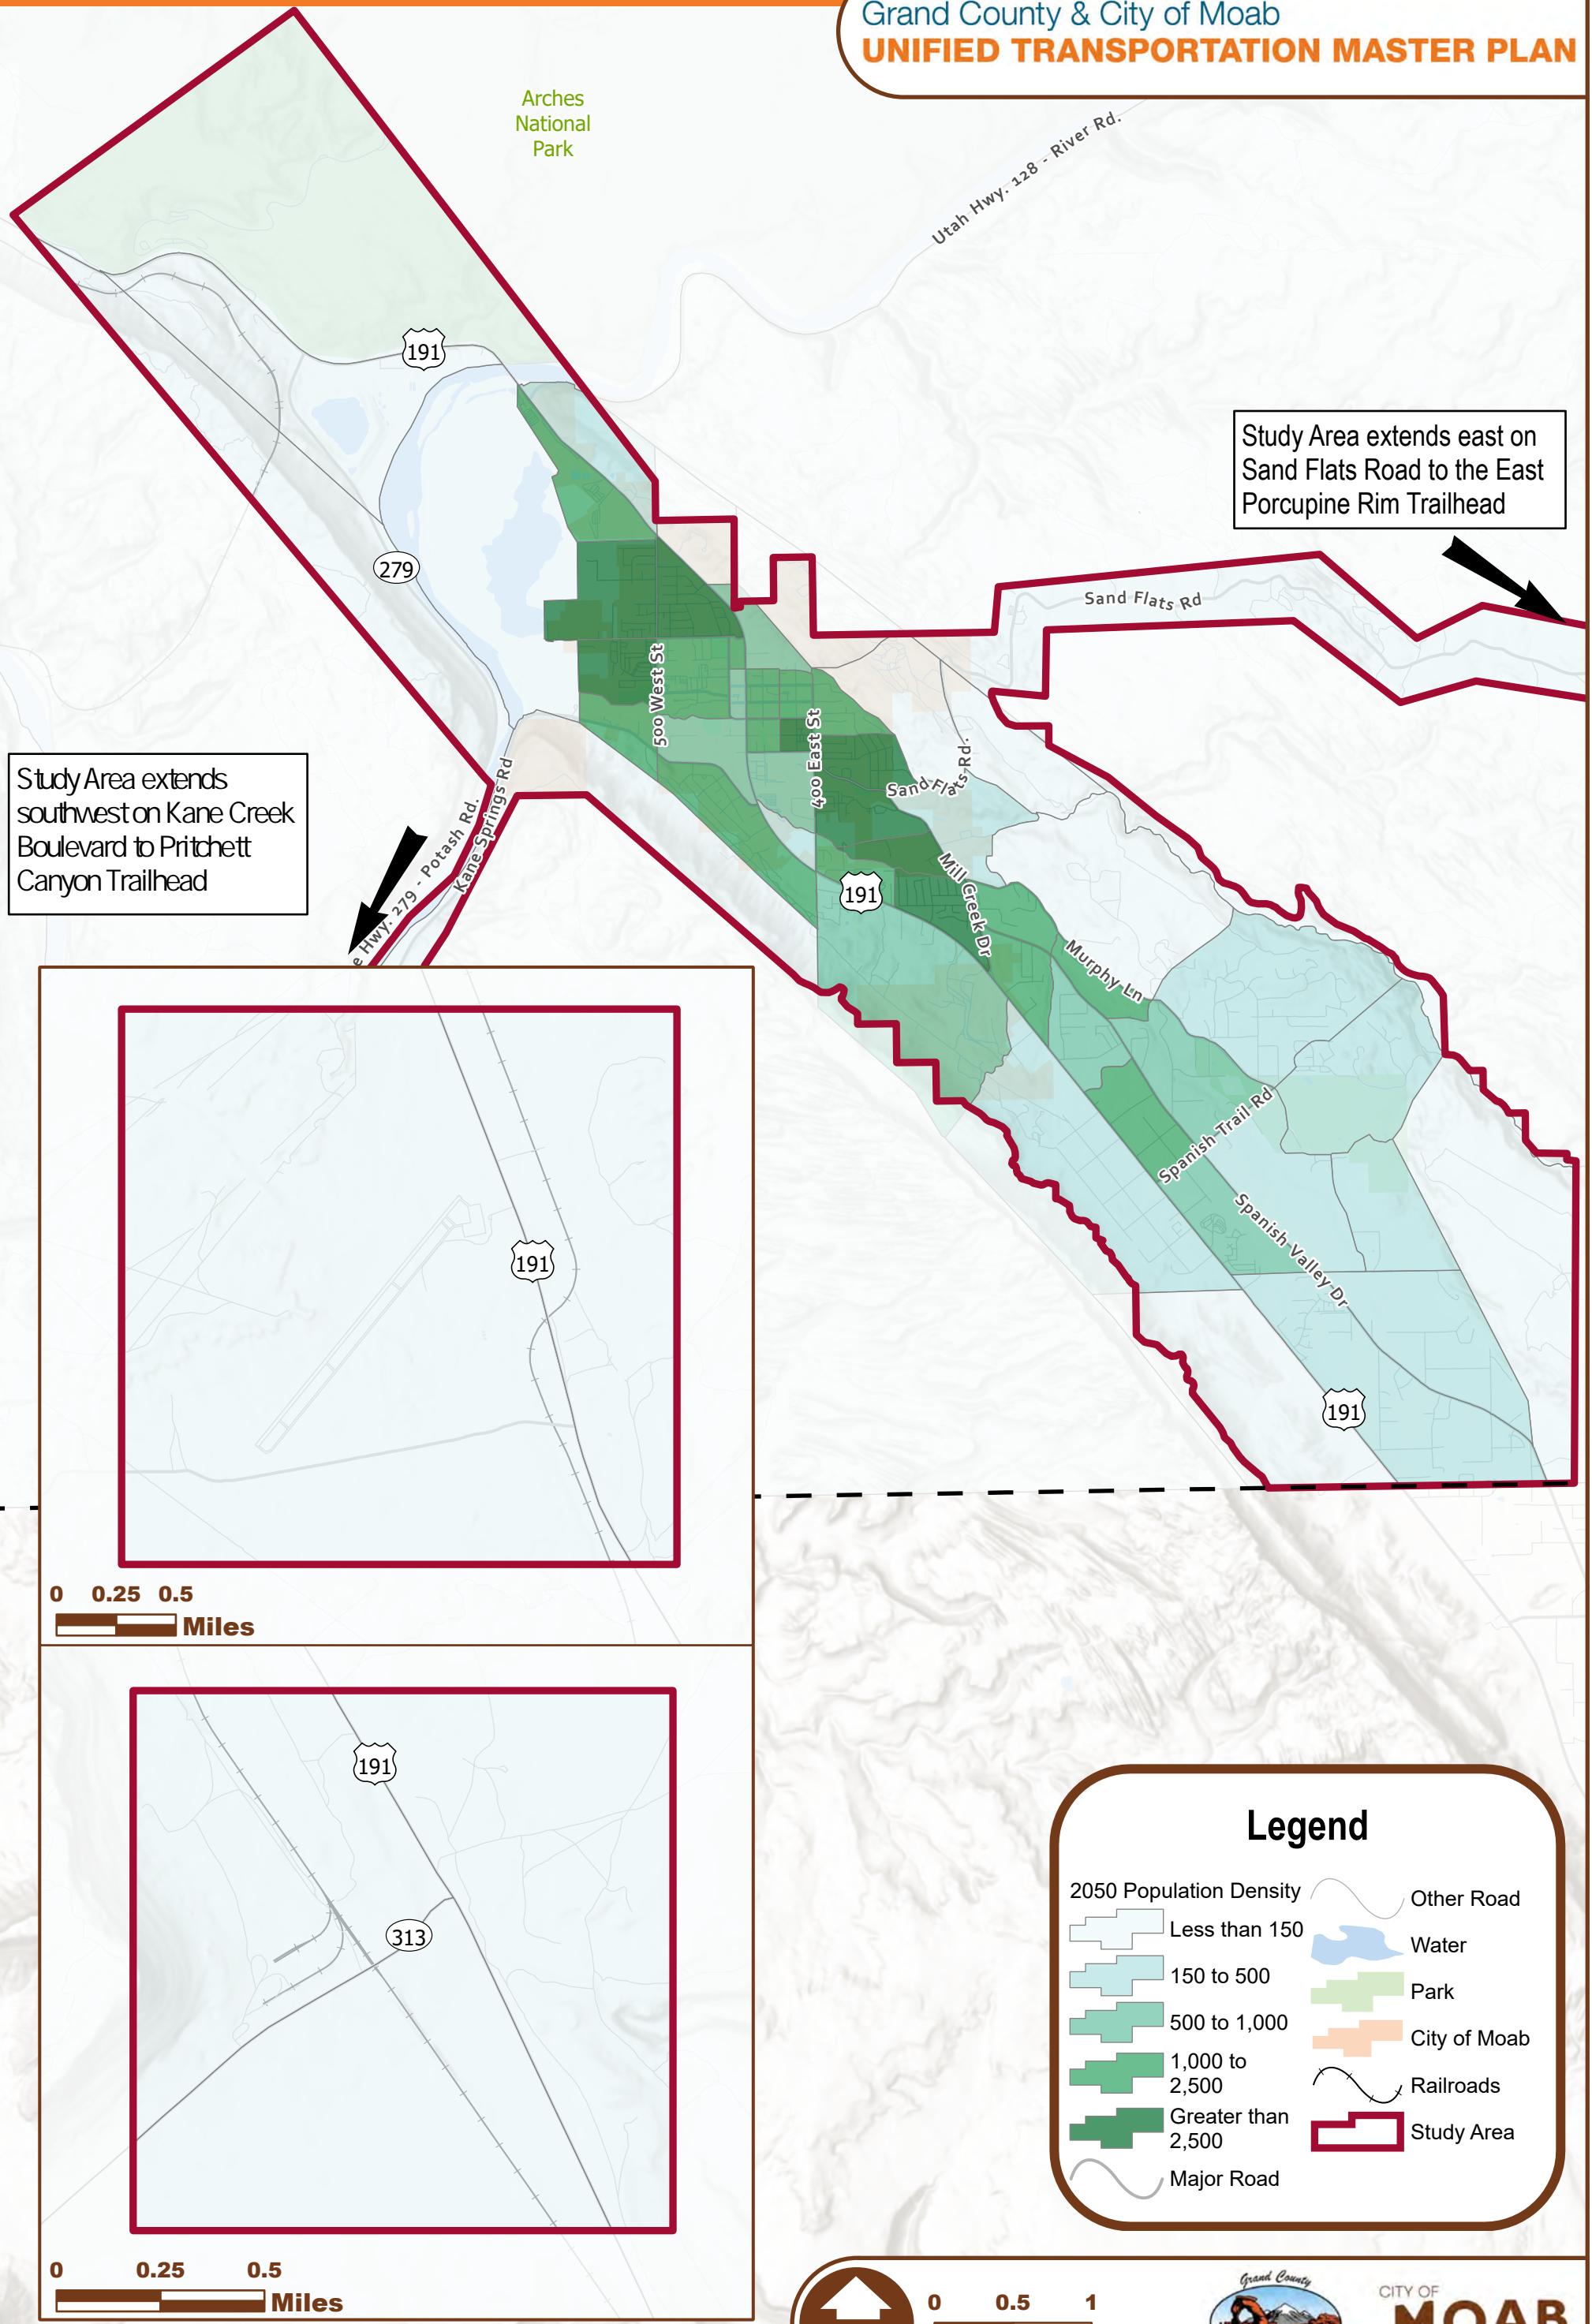 Grand County & City of Moab
UNIFIED TRANSPORTATION MASTER PLAN
Arches
National
Park
Utah Hwy. 128 - River Rd.
191
Study Area extends east on
Sand Flats Road to the East
Porcupine Rim Trailhead
279
Sand Flats Rd
500 West St
400 East St
Sand Flats Rd.
Study Area extends
southwest on Kane Creek
Boulevard to Pritchett
Canyon Trailhead
e Hwy. 279 - Potash Rd.
Kane Springs Rd
Mill Creek Dr
191
Murphy Ln
Spanish Trail Rd
Spanish Valley Dr
191
191
0 0.25 0.5
Miles
191
313
0 0.25 0.5
Miles
Legend
2050 Population Density
Less than 150
150 to 500
500 to 1,000
1,000 to
2,500
Greater than
2,500
Major Road
Other Road
Water
Park
City of Moab
Railroads
Study Area
0 0.5 1
Grand County
CITY OF
MOAB